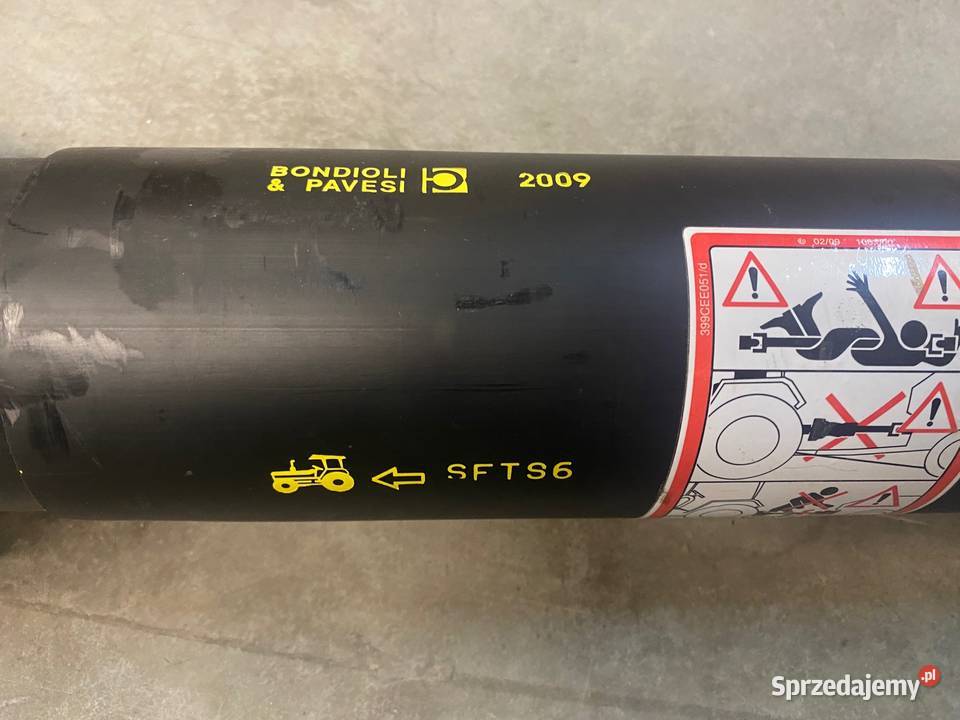 BONDIOLI
& PAVESI
2009
02/09
399CEE051/d
SFTS6
Sprzedajemy.pl